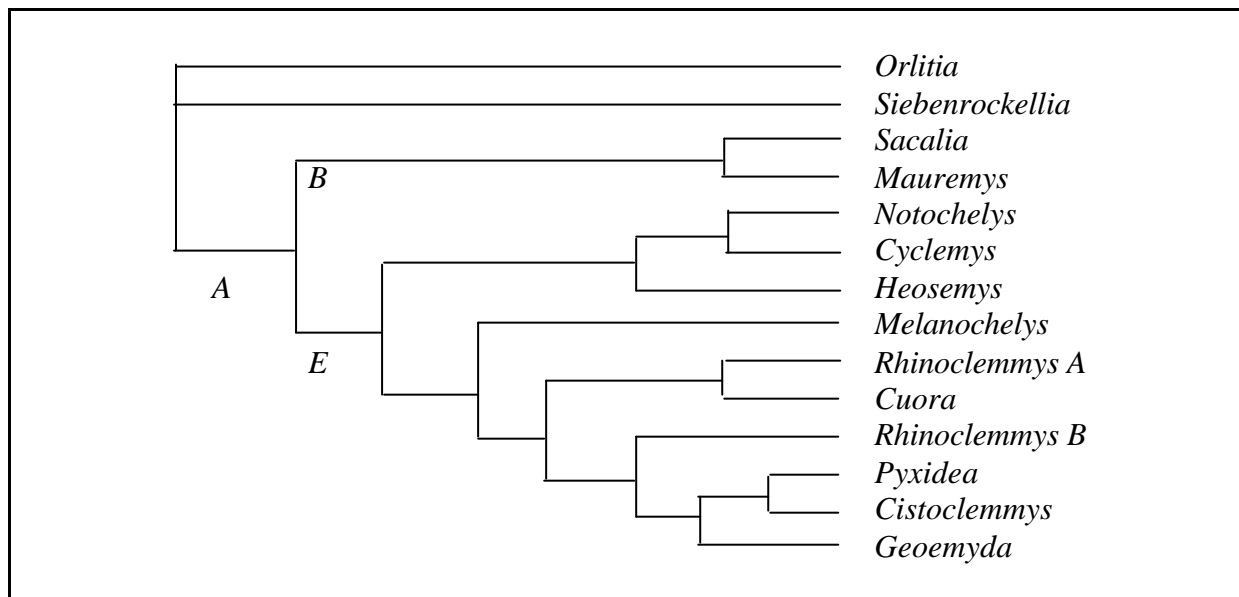 Orlitia
Siebenrockellia
Sacalia
Mauremys
B
Notochelys
Cyclemys
Heosemys
A
Melanochelys
E
Rhinoclemmys A
Cuora
Rhinoclemmys B
Pyxidea
Cistoclemmys
Geoemyda